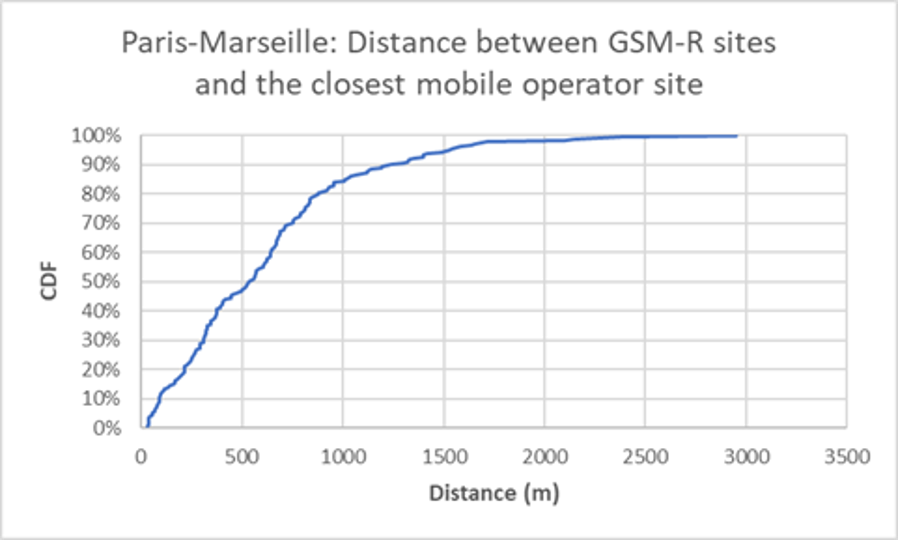 Paris-Marseille: Distance between GSM-R sites
and the closest mobile operator site
100%
90%
80%
70%
60%
50%
40%
30%
20%
10%
0%
CDF
0 500 1000 1500 2000 2500 3000 3500
Distance (m)